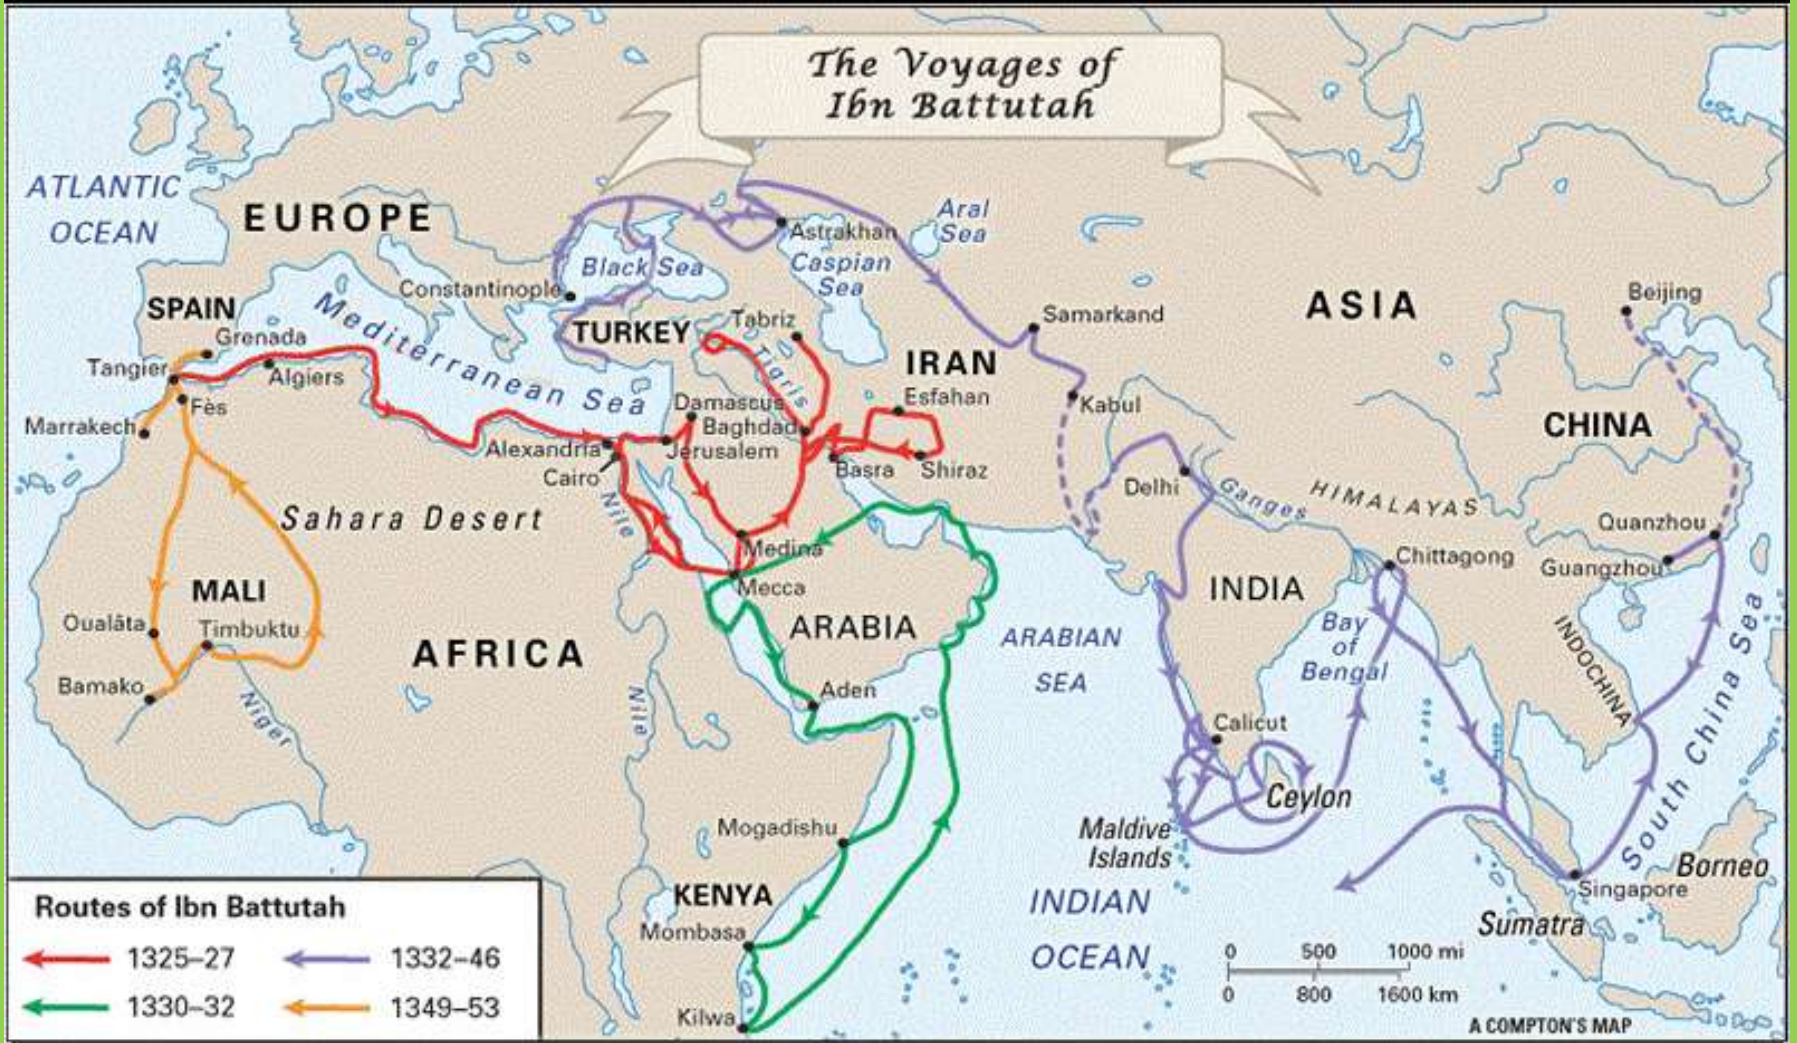 The Voyages of
Ibn Battutah
ATLANTIC
OCEAN
EUROPE
Aral
Sea
Astrakhan
Caspian
Sea
Black Sea
Constantinople
ASIA
Beijing
SPAIN
Grenada
Mediterranean Sea
TURKEY
Tabriz
Tigris
Samarkand
IRAN
Tangier
Algiers
Esfahan
Fès
Damascus
Baghdad
Kabul
CHINA
Marrakech
Alexandria
Jerusalem
Cairo
Basra
Shiraz
Nile
Delhi
Ganges
HIMALAYAS
Sahara Desert
Quanzhou
Medina
Chittagong
Guangzhou
MALI
Mecca
INDIA
Oualâta
Timbuktu
AFRICA
ARABIA
ARABIAN
SEA
Bay
of
Bengal
INDOCHINA
South China Sea
Bamako
Niger
Nile
Aden
Calicut
Ceylon
Mogadishu
Maldive
Islands
Borneo
KENYA
Singapore
Mombasa
INDIAN
OCEAN
Sumatra
Kilwa
Routes of Ibn Battutah
1325–27
1332–46
1330–32
1349–53
0 500 1000 mi
0 800 1600 km
A COMPTON'S MAP